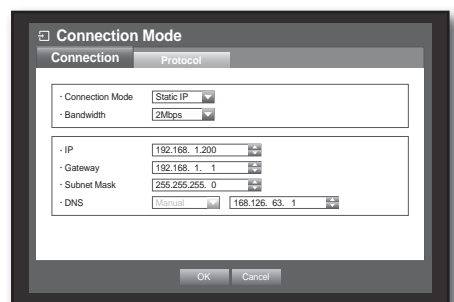 Connection Mode
Connection Protocol
· Connection Mode Static IP
· Bandwidth 2Mbps
· IP 192.168. 1.200
· Gateway 192.168. 1. 1
· Subnet Mask 255.255.255. 0
· DNS Manual 168.126. 63. 1
OK Cancel